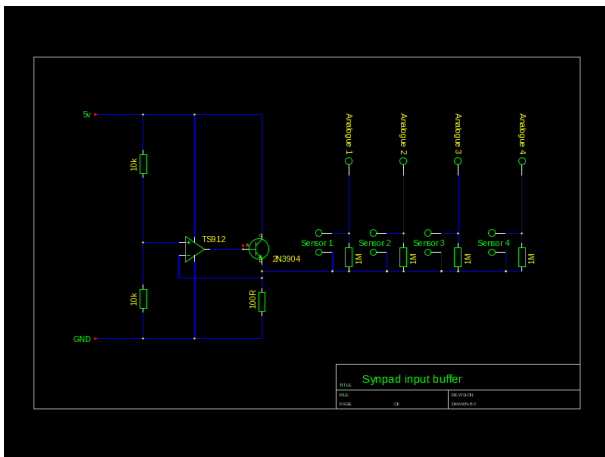 Analogue 1
Analogue 2
Analogue 3
Analogue 4
5v
10k
TS912
2N3904
Sensor 1
Sensor 2
Sensor 3
Sensor 4
1M
1M
1M
1M
10k
100R
GND
Synpad input buffer
TITLE
FILE:
REVISION:
PAGE
OF
DRAWN BY: